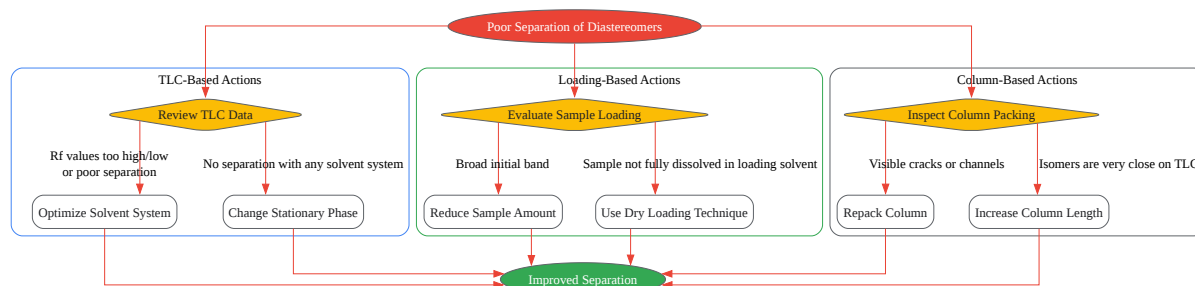 Poor Separation of Diastereomers
TLC-Based Actions
Loading-Based Actions
Column-Based Actions
Review TLC Data
Evaluate Sample Loading
Inspect Column Packing
Rf values too high/low
or poor separation
No separation with any solvent system
Broad initial band
Sample not fully dissolved in loading solvent
Visible cracks or channels
Isomers are very close on TLC
Optimize Solvent System
Change Stationary Phase
Reduce Sample Amount
Use Dry Loading Technique
Repack Column
Increase Column Length
Improved Separation